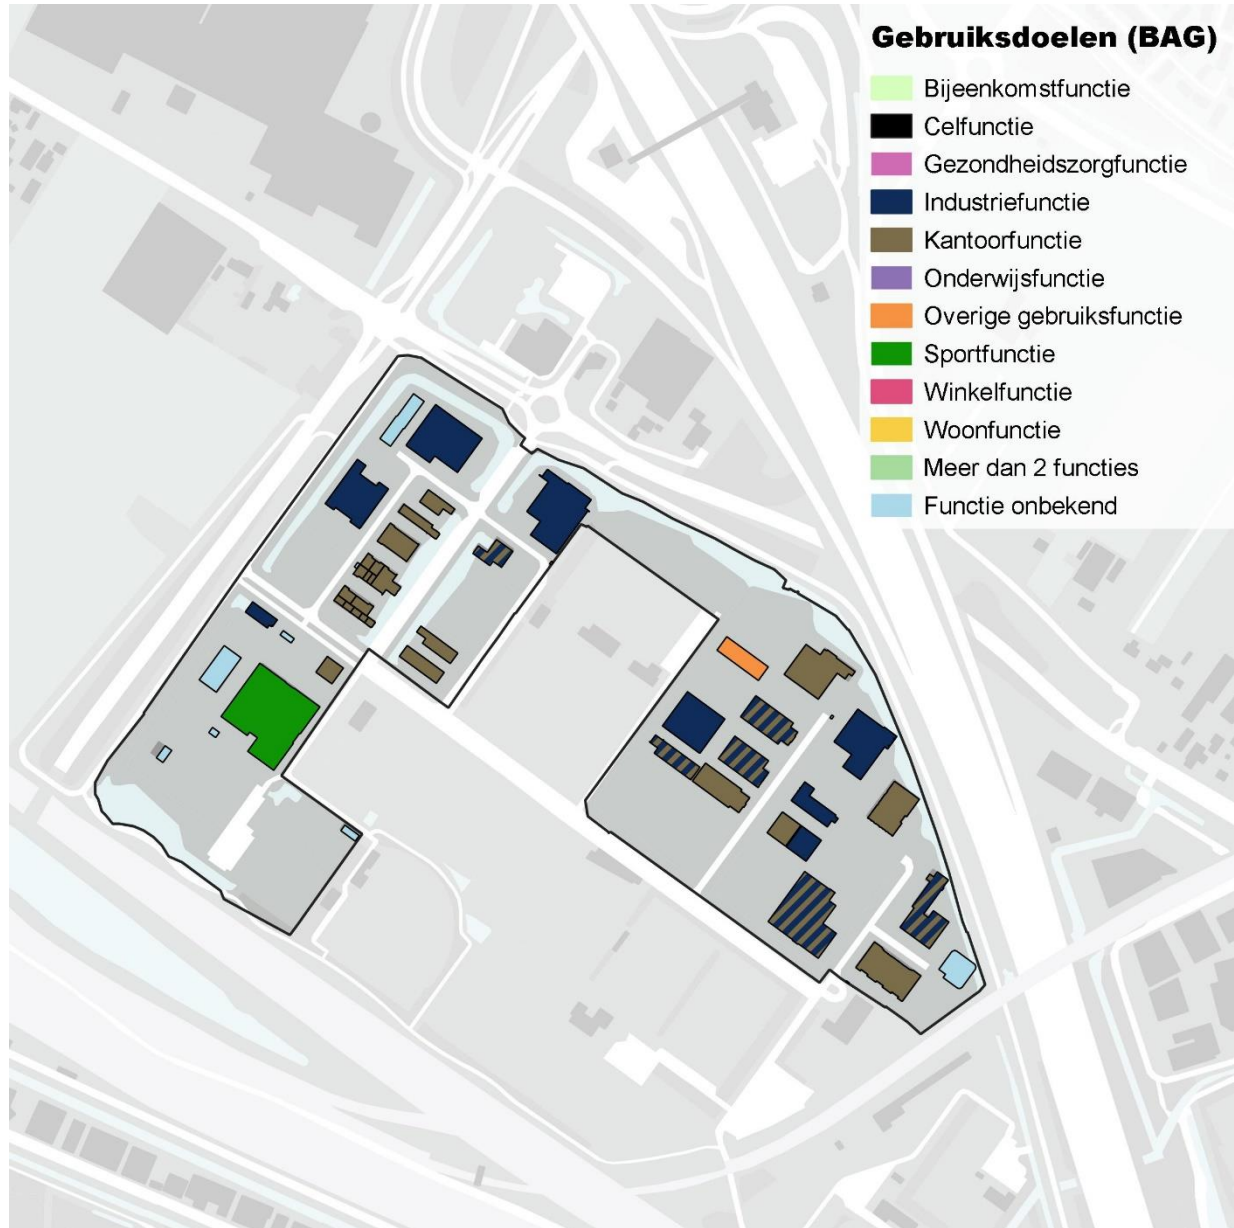 Gebruiksdoelen (BAG)
Bijeenkomstfunctie
Celfunctie
Gezondheidszorgfunctie
Industriefunctie
Kantoorfunctie
Onderwijsfunctie
Overige gebruiksfunctie
Sportfunctie
Winkelfunctie
Woonfunctie
Meer dan 2 functies
Functie onbekend